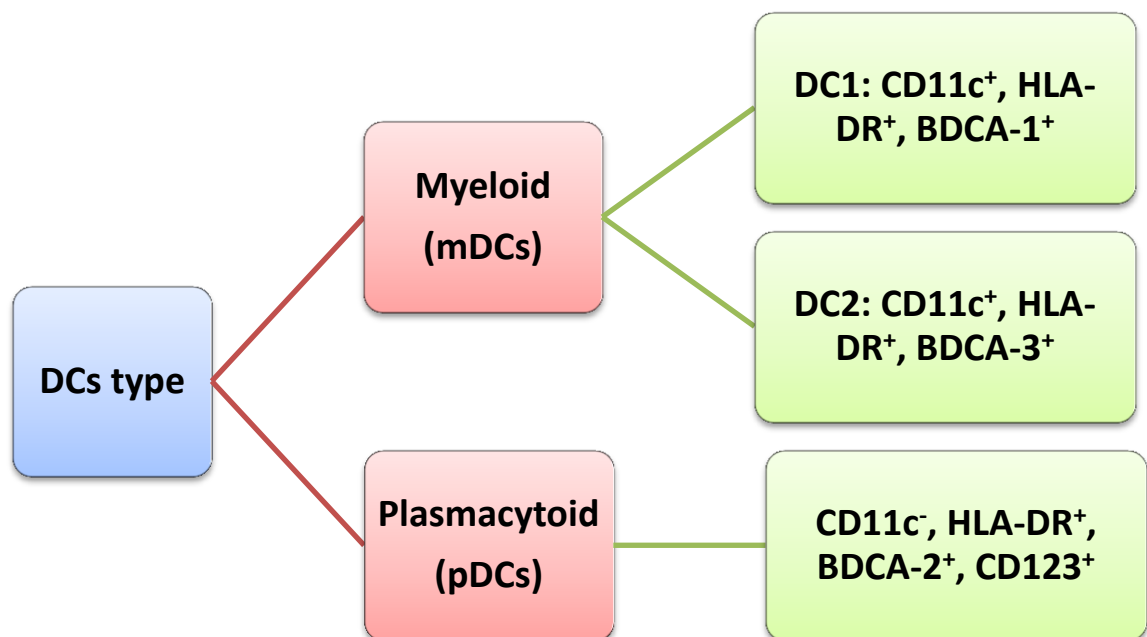 DCs type
Myeloid
(mDCs)
Plasmacytoid
(pDCs)
DC1: CD11c⁺, HLA-
DR⁺, BDCA-1⁺
DC2: CD11c⁺, HLA-
DR⁺, BDCA-3⁺
CD11c⁻, HLA-DR⁺,
BDCA-2⁺, CD123⁺